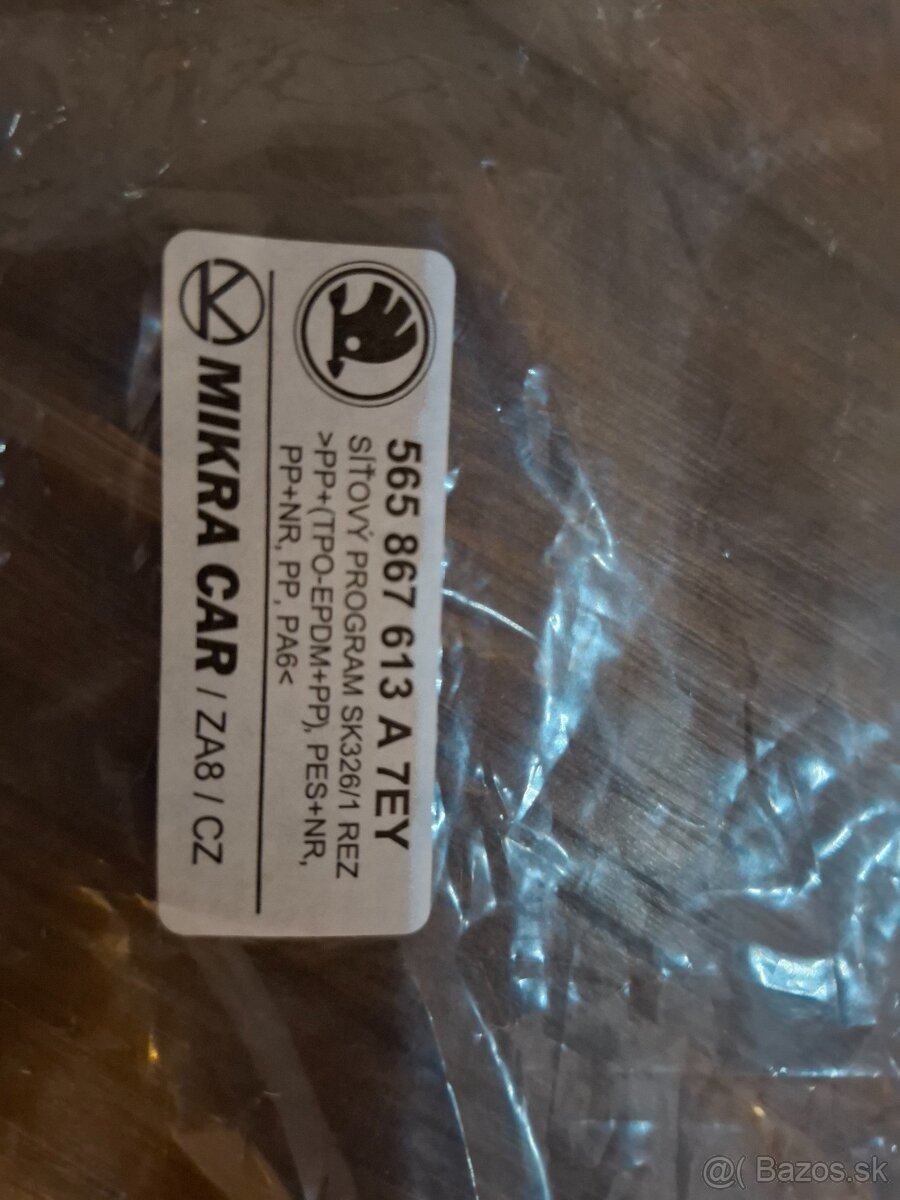 565 867 613 A 7EY
SÍŤOVÝ PROGRAM SK326/1 REZ
>PP+(TPO-EPDM+PP), PES+NR,
PP+NR, PP, PA6<
MIKRA CAR / ZA8 / CZ
@( Bazos.sk